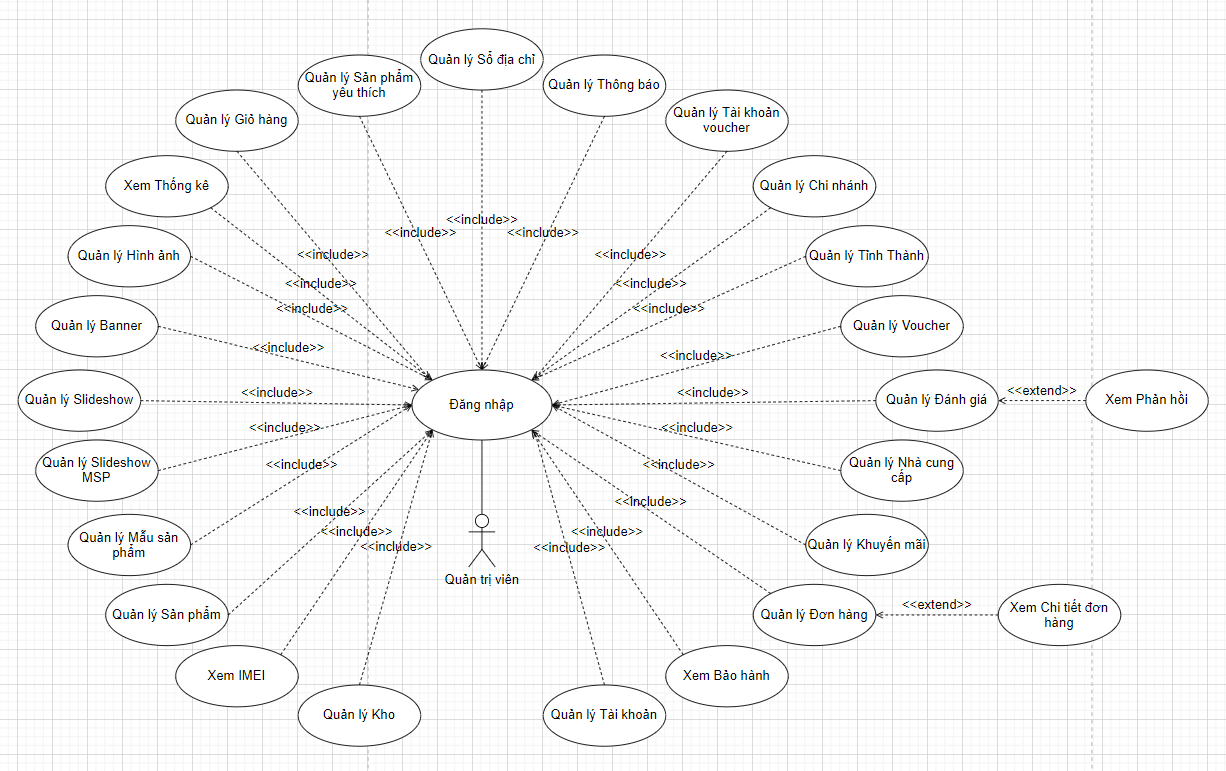 Quản lý Sổ địa chỉ
Quản lý Sản phẩm
yêu thích
Quản lý Thông báo
Quản lý Giỏ hàng
Quản lý Tài khoản
voucher
Xem Thống kê
Quản lý Chi nhánh
<<include>>
<<include>>
<<include>>
<<include>>
<<include>>
Quản lý Hình ảnh
Quản lý Tỉnh Thành
<<include>>
<<include>>
<<include>>
<<include>>
Quản lý Banner
Quản lý Voucher
<<include>>
<<include>>
Quản lý Slideshow
<<include>>
Đăng nhập
<<include>>
Quản lý Đánh giá
<<extend>>
Xem Phản hồi
<<include>>
<<include>>
Quản lý Slideshow
MSP
<<include>>
<<include>>
Quản lý Nhà cung
cấp
<<include>>
<<include>>
<<include>>
<<include>>
Quản lý Mẫu sản
phẩm
<<include>>
<<include>>
Quản lý Khuyến mãi
Quản trị viên
Quản lý Sản phẩm
Quản lý Đơn hàng
<<extend>>
Xem Chi tiết đơn
hàng
Xem IMEI
Xem Bảo hành
Quản lý Kho
Quản lý Tài khoản